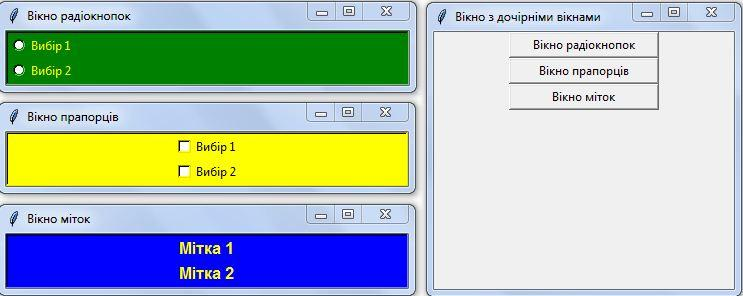 Вікно радіокнопок
Вибір 1
Вибір 2
Вікно прапорців
Вибір 1
Вибір 2
Вікно міток
Мітка 1
Мітка 2
Вікно з дочірніми вікнами
Вікно радіокнопок
Вікно прапорців
Вікно міток